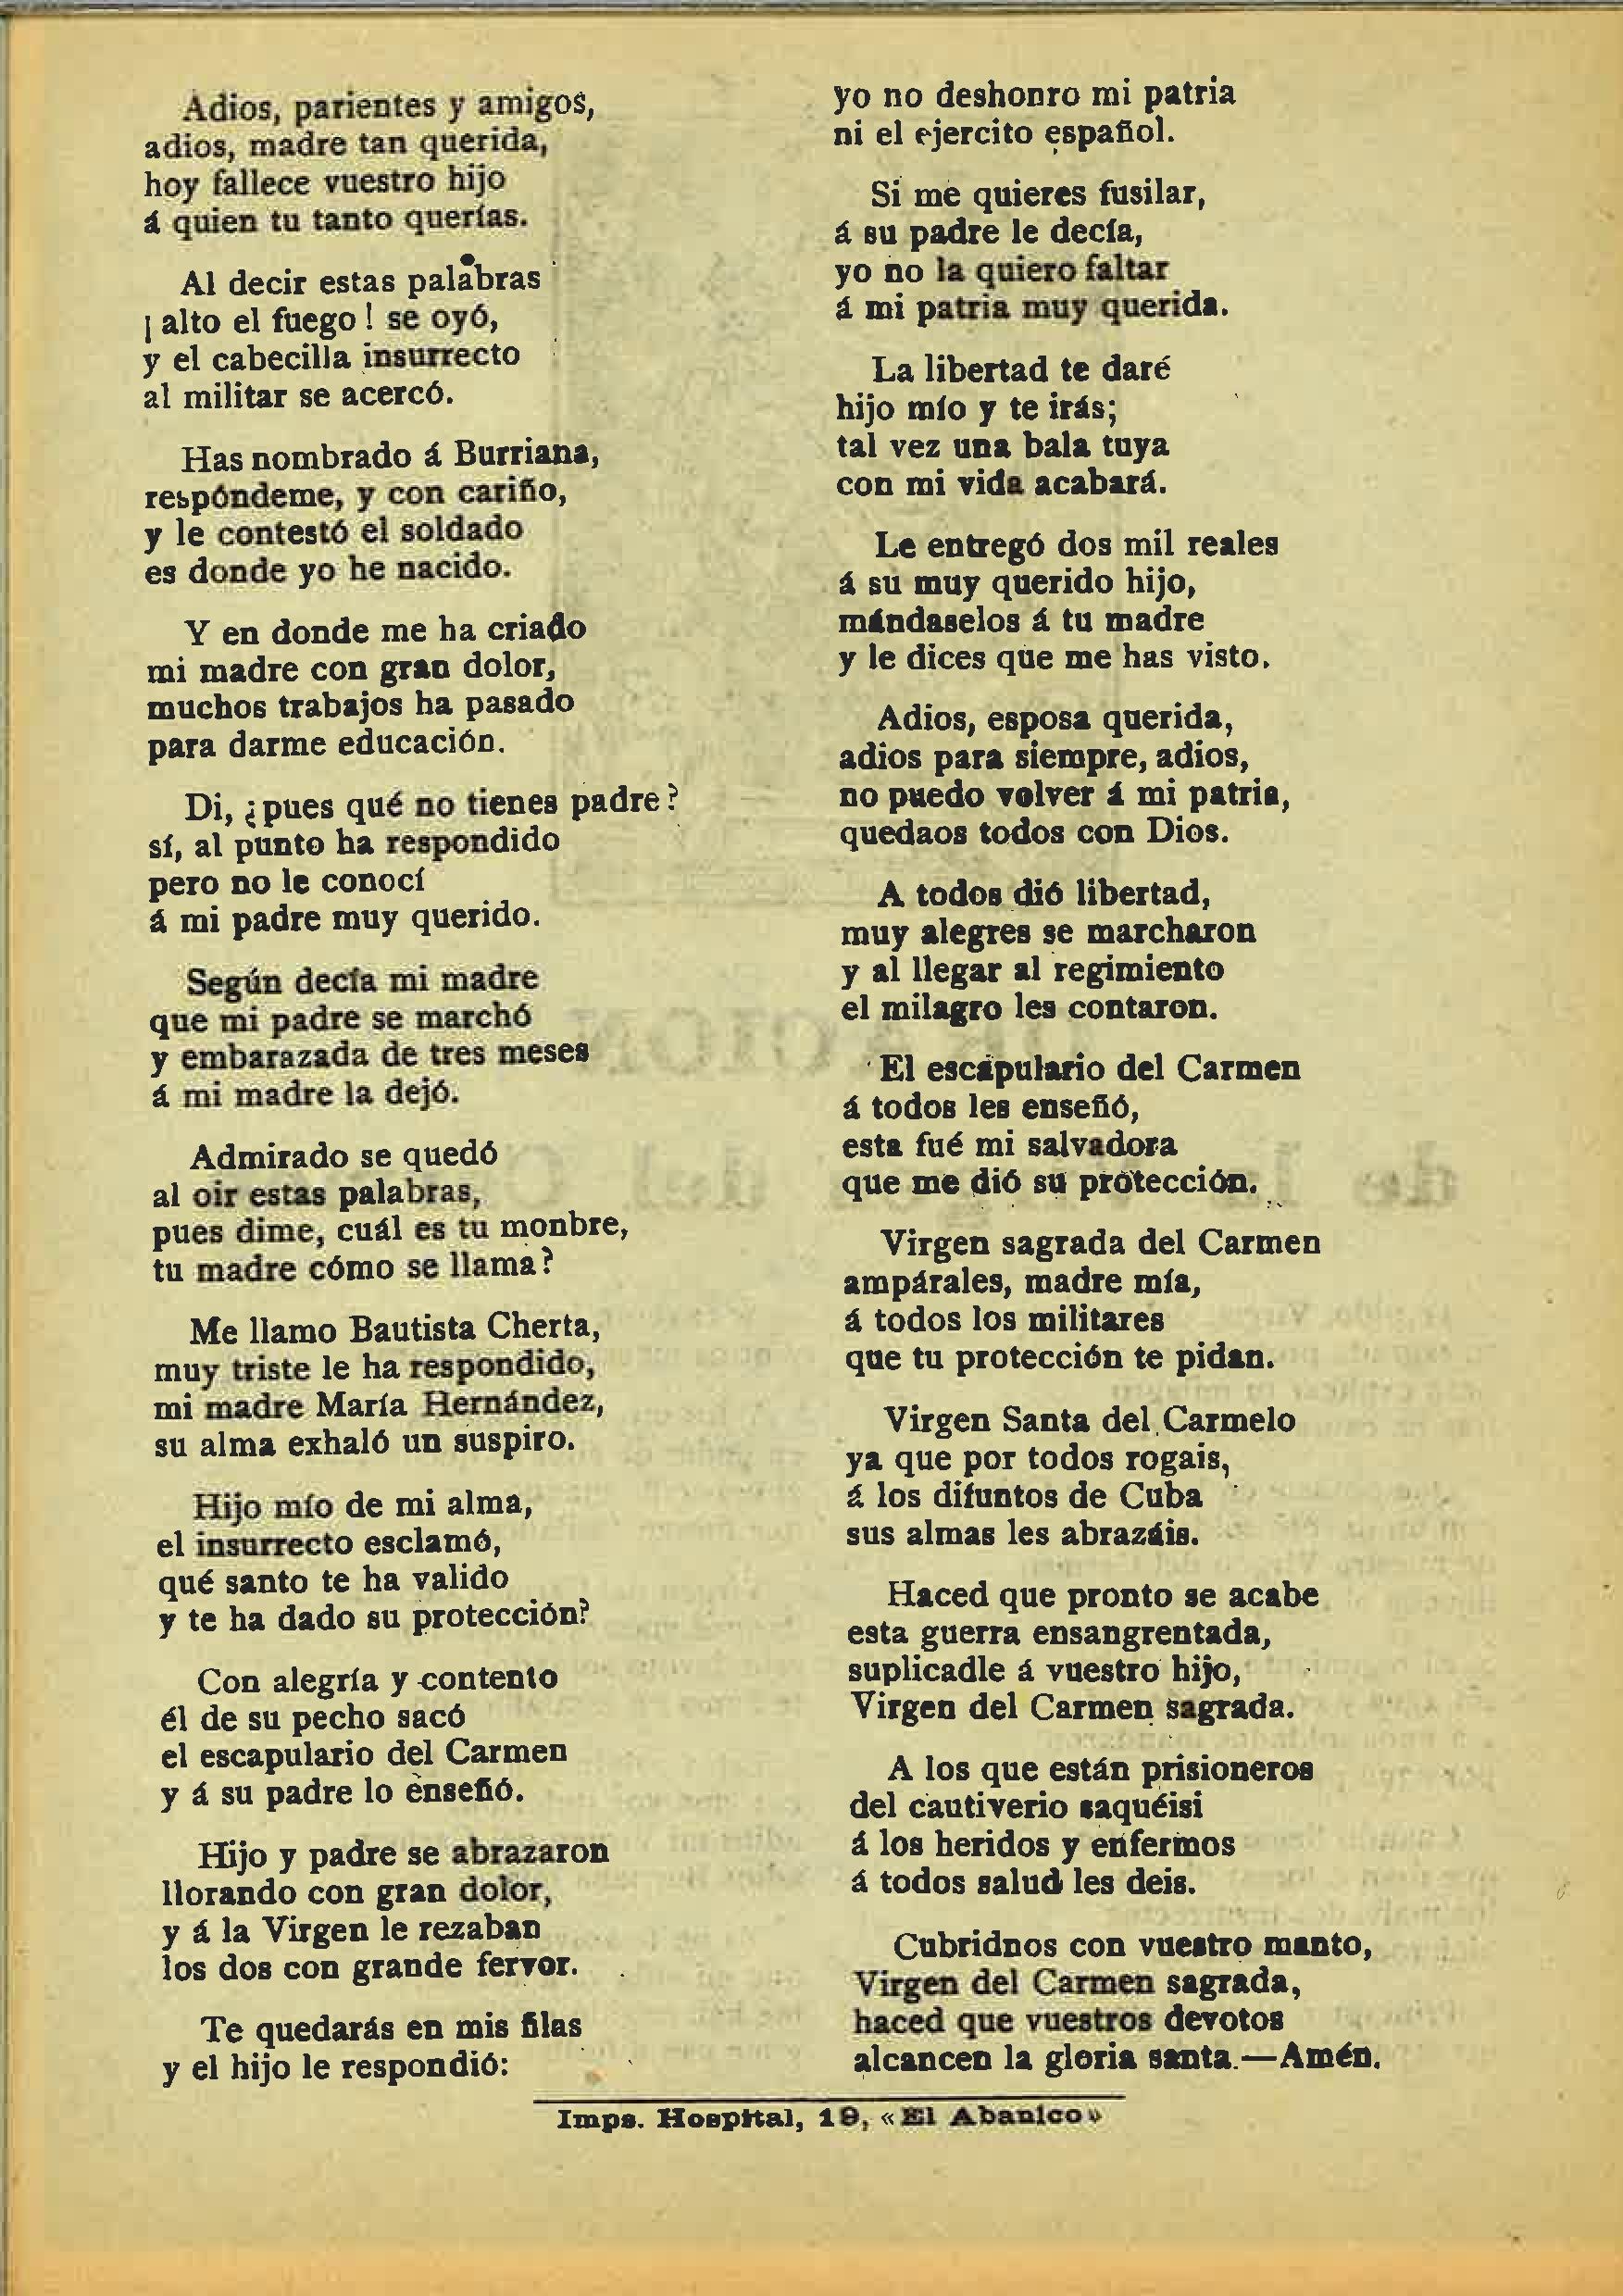 Adios, parientes y amigos,
adios, madre tan querida,
hoy fallece vuestro hijo
á quien tu tanto querías.
Al decir estas palabras
¡alto el fuego! se oyó,
y el cabecilla insurrecto
al militar se acercó.
Has nombrado á Burriana,
respóndeme, y con cariño,
y le contestó el soldado
es donde yo he nacido.
Y en donde me ha criado
mi madre con gran dolor,
muchos trabajos ha pasado
para darme educación.
Di, ¿pues qué no tienes padre?
sí, al punto ha respondido
pero no le conocí
á mi padre muy querido.
Según decía mi madre
que mi padre se marchó
y embarazada de tres meses
á mi madre la dejó.
Admirado se quedó
al oir estas palabras,
pues dime, cuál es tu monbre,
tu madre cómo se llama?
Me llamo Bautista Cherta,
muy triste le ha respondido,
mi madre María Hernández,
su alma exhaló un suspiro.
Hijo mío de mi alma,
el insurrecto esclamó,
qué santo te ha valido
y te ha dado su protección?
Con alegría y contento
él de su pecho sacó
el escapulario del Carmen
y á su padre lo enseñó.
Hijo y padre se abrazaron
llorando con gran dolor,
y á la Virgen le rezaban
los dos con grande fervor.
Te quedarás en mis filas
y el hijo le respondió:
yo no deshonro mi patria
ni el ejercito español.
Si me quieres fusilar,
á su padre le decía,
yo no la quiero faltar
á mi patria muy querida.
La libertad te daré
hijo mío y te irás;
tal vez una bala tuya
con mi vida acabará.
Le entregó dos mil reales
á su muy querido hijo,
mándaselos á tu madre
y le dices que me has visto.
Adios, esposa querida,
adios para siempre, adios,
no puedo volver á mi patria,
quedaos todos con Dios.
A todos dió libertad,
muy alegres se marcharon
y al llegar al regimiento
el milagro les contaron.
El escapulario del Carmen
á todos les enseñó,
esta fué mi salvadora
que me dió su protección.
Virgen sagrada del Carmen
ampárales, madre mía,
á todos los militares
que tu protección te pidan.
Virgen Santa del Carmelo
ya que por todos rogais,
á los difuntos de Cuba
sus almas les abrazáis.
Haced que pronto se acabe
esta guerra ensangrentada,
suplicadle á vuestro hijo,
Virgen del Carmen sagrada.
A los que están prisioneros
del cautiverio saquéisi
á los heridos y enfermos
á todos salud les deis.
Cubridnos con vuestro manto,
Virgen del Carmen sagrada,
haced que vuestros devotos
alcancen la gloria santa.—Amén.
Imps. Hospital, 19, «El Abanico»